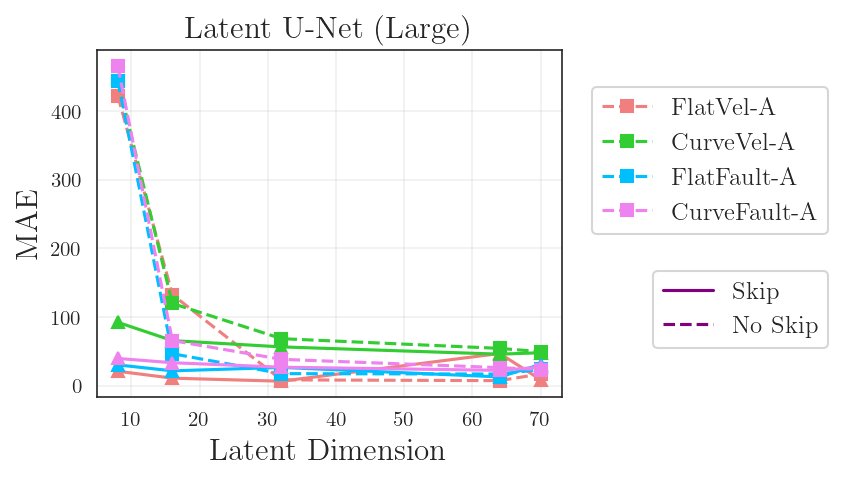 Latent U-Net (Large)
MAE
400
300
200
100
0
10 20 30 40 50 60 70
Latent Dimension
FlatVel-A
CurveVel-A
FlatFault-A
CurveFault-A
Skip
No Skip